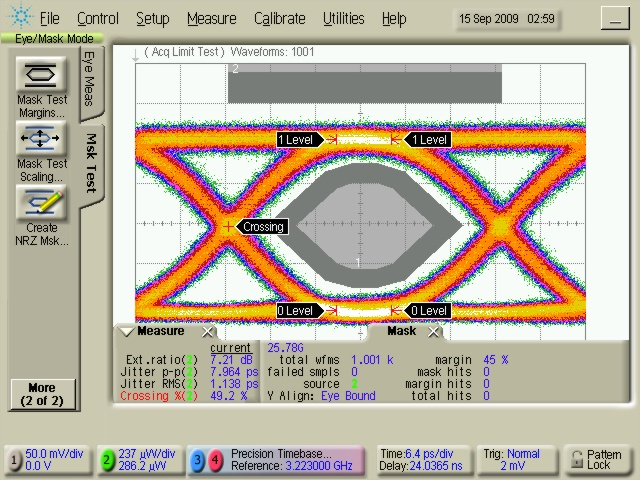 File Control Setup Measure Calibrate Utilities Help 15 Sep 2009 02:59
Eye/Mask Mode
( Acq Limit Test ) Waveforms: 1001
Eye Meas
Mask Test
Margins...
Msk Test
Mask Test
Scaling...
Create
NRZ Msk...
More
(2 of 2)
2
1 Level 1 Level
Crossing
1
0 Level 0 Level
Measure Mask
current
Ext.ratio(2) 7.21 dB
Jitter p-p(2) 7.964 ps
Jitter RMS(2) 1.138 ps
Crossing %(2) 49.2 %
25.78G
total wfms 1.001 k margin 45 %
failed smpls 0 mask hits 0
source 2 margin hits 0
Y Align: Eye Bound total hits 0
1 50.0 mV/div
0.0 V
2 237 µW/div
286.2 µW
3 4 Precision Timebase...
Reference: 3.223000 GHz
Time:6.4 ps/div
Delay:24.0365 ns
Trig: Normal
2 mV
Pattern
Lock